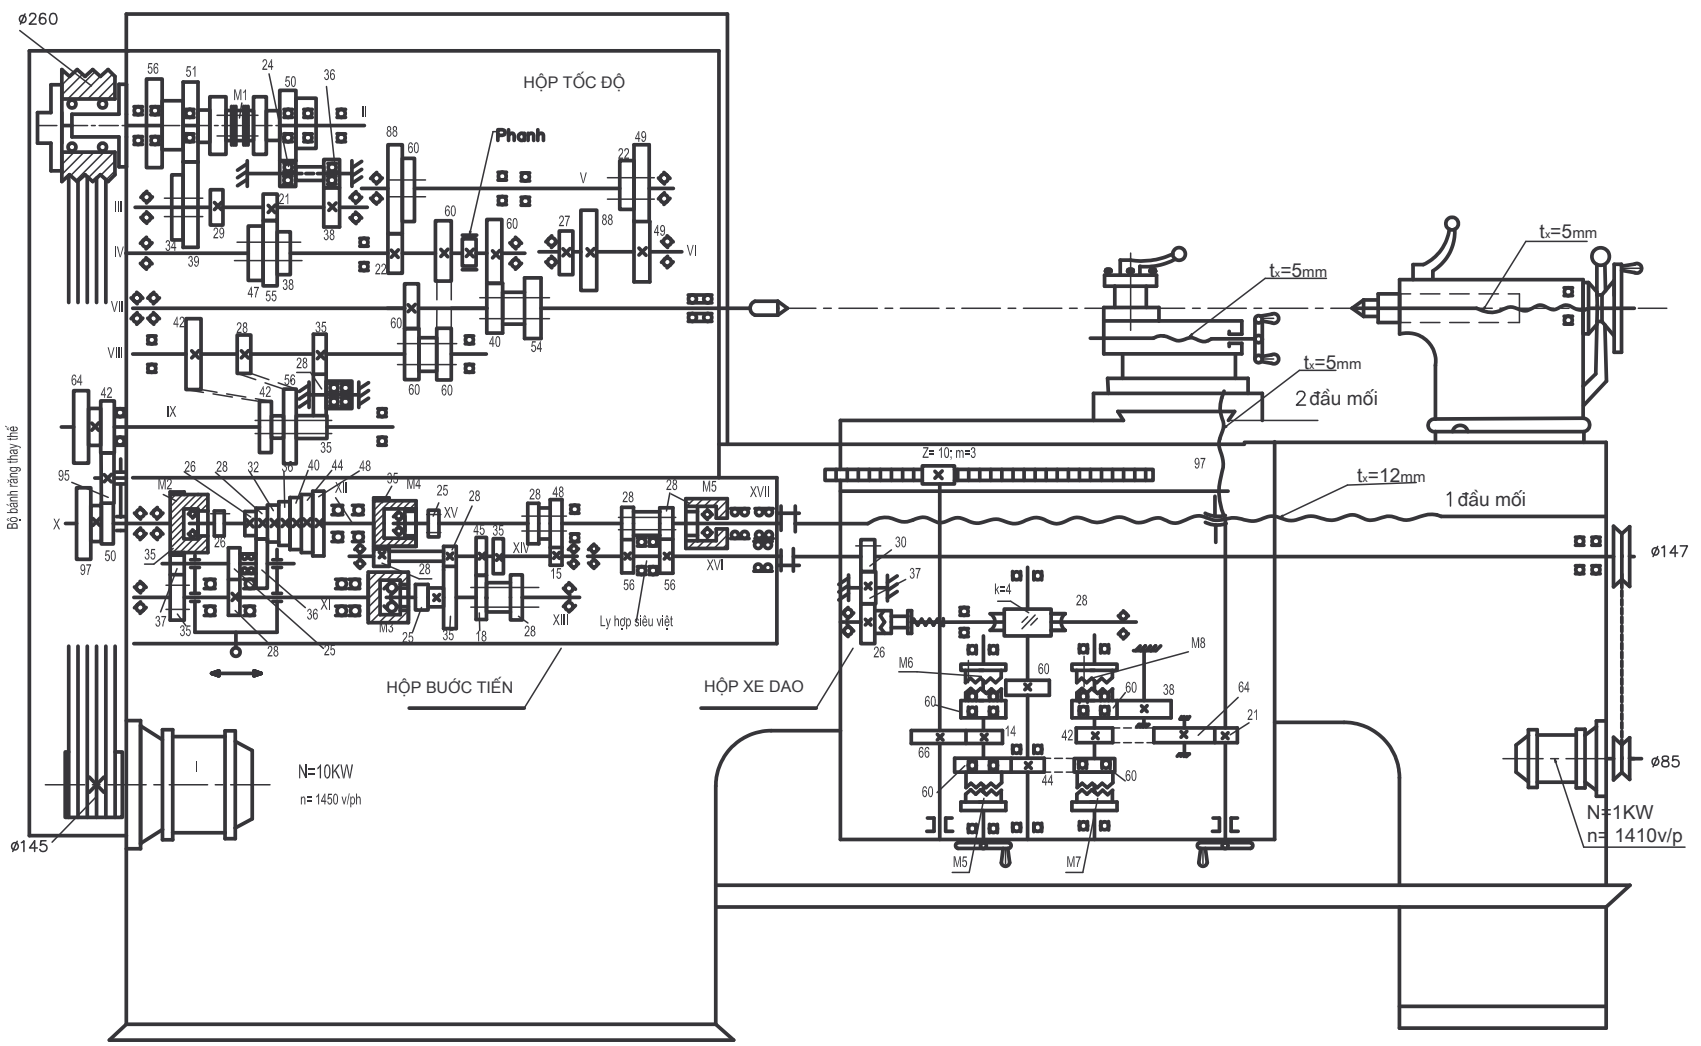 ø260
HỘP TỐC ĐỘ
56
51
M1
24
50
36
II
88
60
Phanh
49
22
V
III
34
39
29
21
38
IV
47
55
38
22
60
60
27
88
49
VI
VII
60
40
54
tx=5mm
tx=5mm
tx=5mm
2 đầu mối
VIII
42
28
35
28
56
60
60
64
42
IX
42
35
Bộ bánh răng thay thế
95
26
28
32
36
40
44
48
M2
XII
35
M4
25
XV
28
28
48
28
M5
XVII
Z= 10; m=3
97
tx=12mm
1 đầu mối
X
97
50
35
26
45
35
XIV
28
15
XVI
56
56
30
37
ø147
37
35
28
25
36
XI
M3
25
35
18
28
XIII
Ly hợp siêu việt
26
k=4
28
HỘP BƯỚC TIẾN
HỘP XE DAO
M6
60
M8
60
60
38
64
21
66
14
42
60
44
60
I
N=10KW
n= 1450 v/ph
ø145
ø85
N=1KW
n= 1410v/p
M5
M7